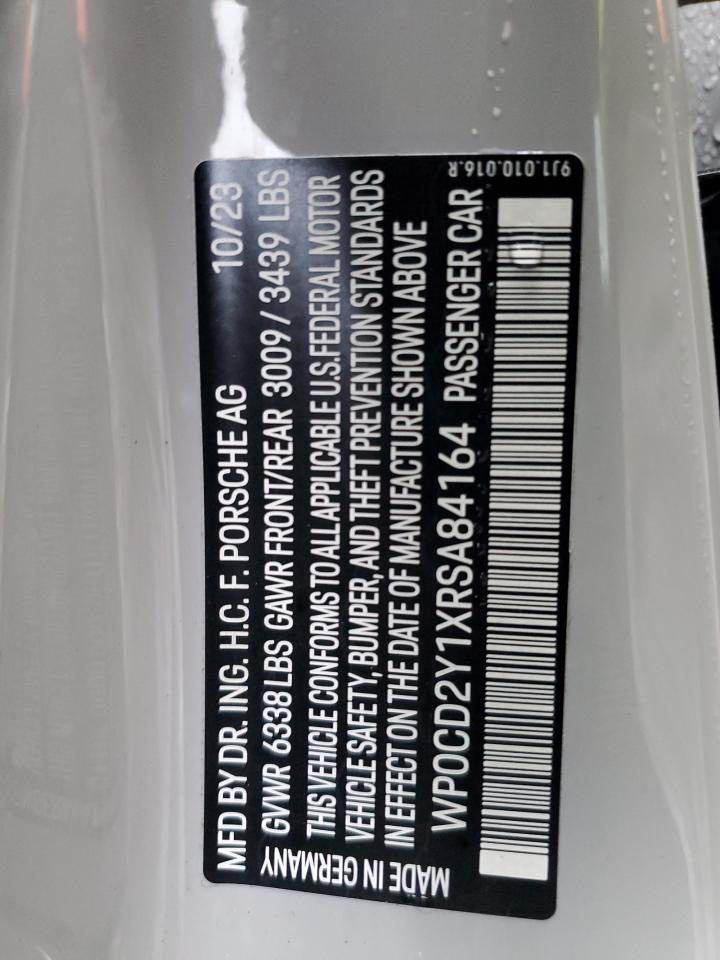 MFD BY DR. ING. H.C. F. PORSCHE AG 10/23
GVWR 6338 LBS GAWR FRONT/REAR 3009 / 3439 LBS
THIS VEHICLE CONFORMS TO ALL APPLICABLE U.S. FEDERAL MOTOR
VEHICLE SAFETY, BUMPER, AND THEFT PREVENTION STANDARDS
IN EFFECT ON THE DATE OF MANUFACTURE SHOWN ABOVE
WP0CD2Y1XRSA84164 PASSENGER CAR
MADE IN GERMANY
9J1.010.016.R